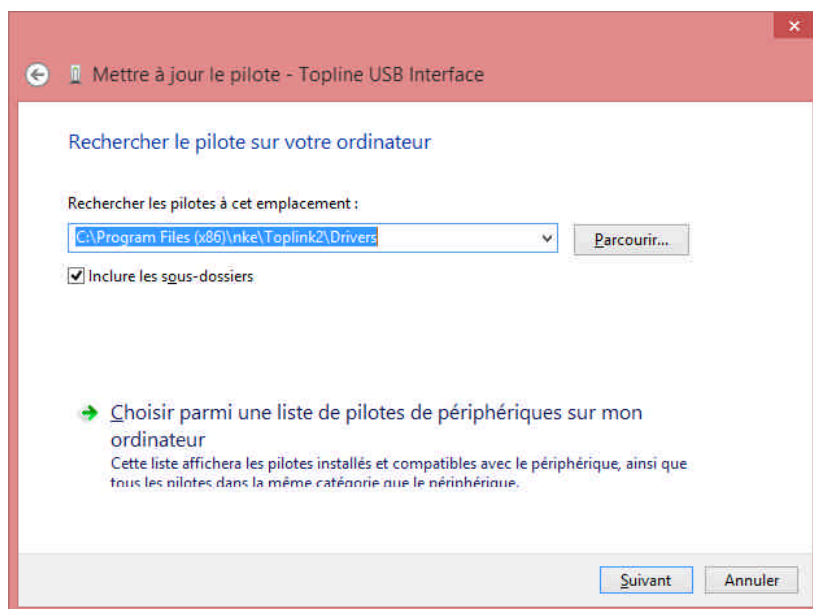 Mettre à jour le pilote - Topline USB Interface
Rechercher le pilote sur votre ordinateur
Rechercher les pilotes à cet emplacement :
C:\Program Files (x86)\nke\Toplink2\Drivers
Parcourir...
Inclure les sous-dossiers
Choisir parmi une liste de pilotes de périphériques sur mon
ordinateur
Cette liste affichera les pilotes installés et compatibles avec le périphérique, ainsi que
tous les pilotes dans la même catégorie que le périphérique.
Suivant
Annuler